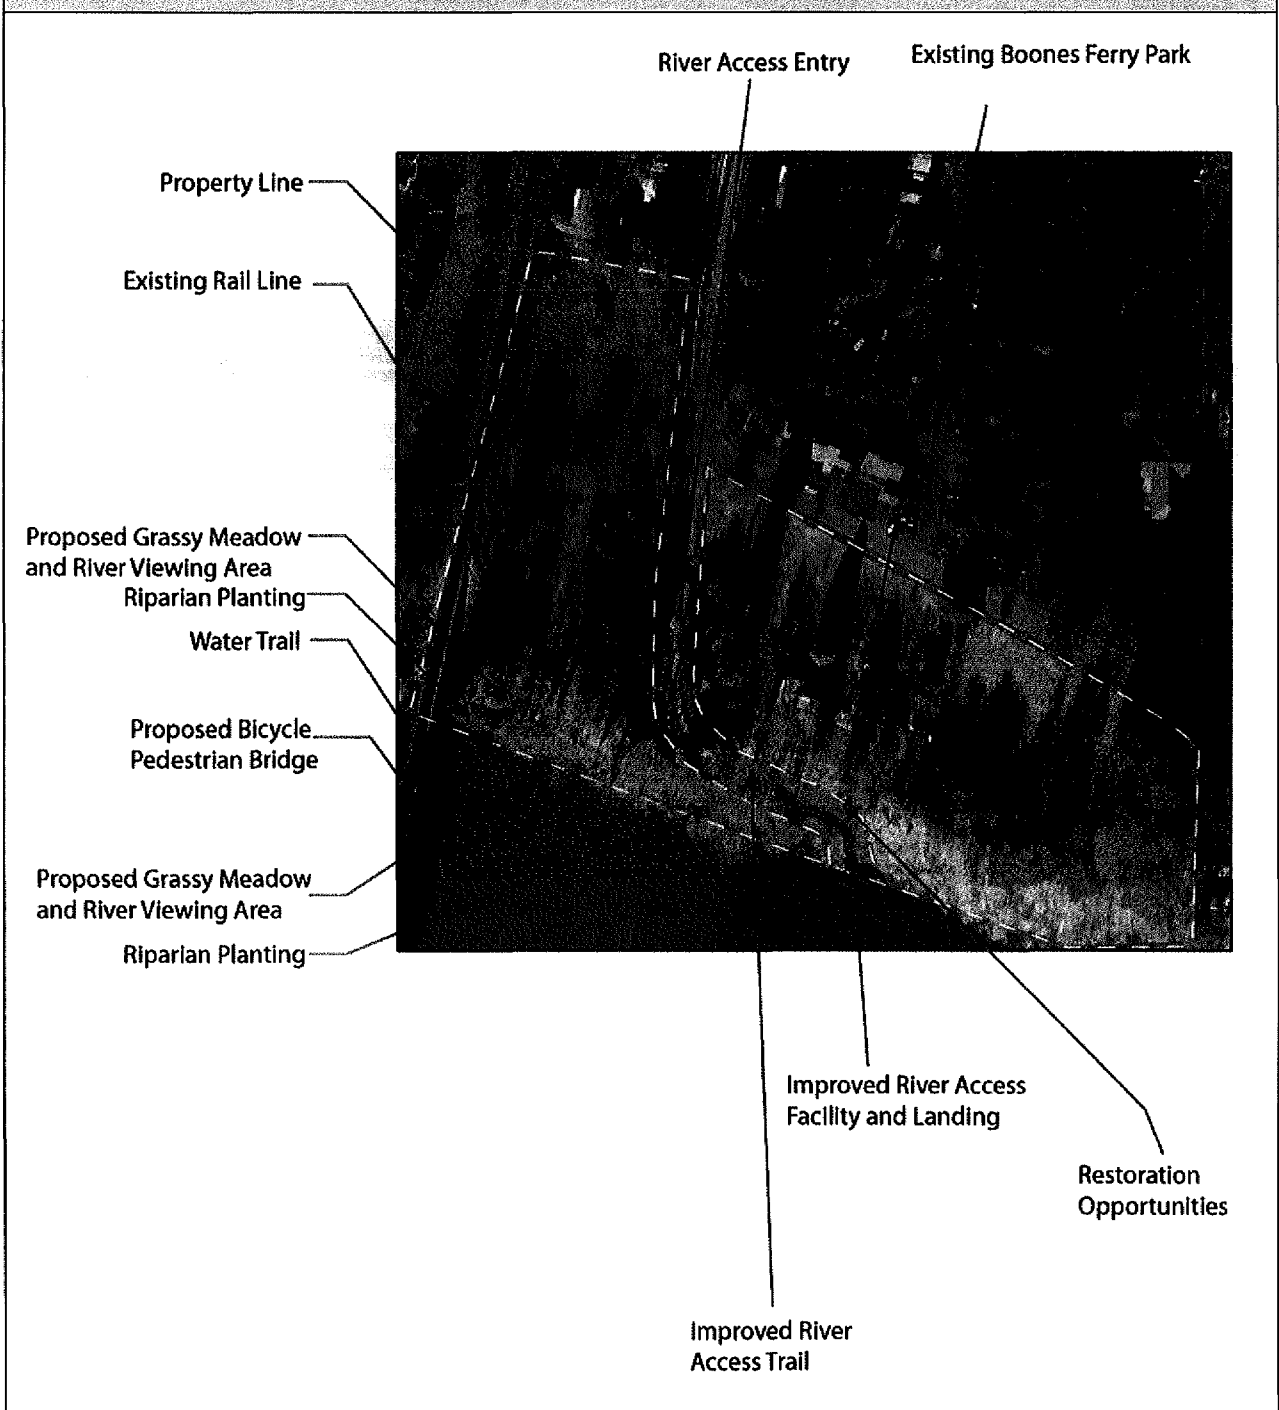 River Access Entry
Existing Boones Ferry Park
Property Line
Existing Rail Line
Proposed Grassy Meadow
and River Viewing Area
Riparian Planting
Water Trail
Proposed Bicycle
Pedestrian Bridge
Proposed Grassy Meadow
and River Viewing Area
Riparian Planting
Improved River Access
Facility and Landing
Restoration
Opportunities
Improved River
Access Trail